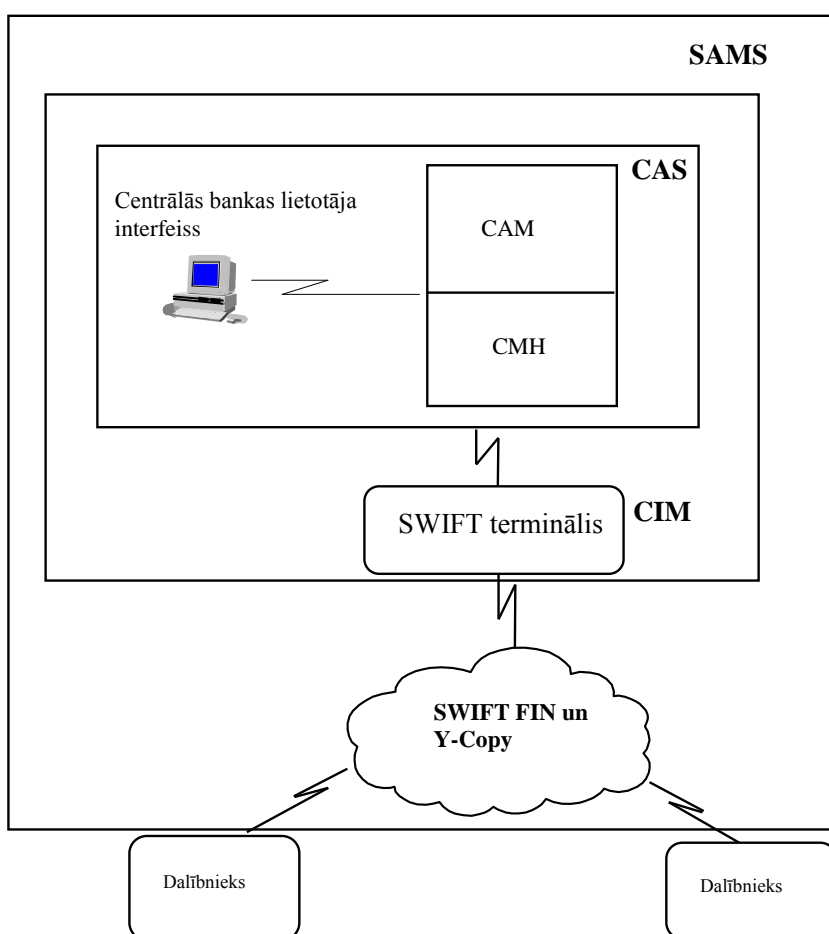 SAMS
CAS
Centrālās bankas lietotāja
interfeiss
CAM
CMH
SWIFT terminālis
CIM
SWIFT FIN un
Y-Copy
Dalībnieks
Dalībnieks